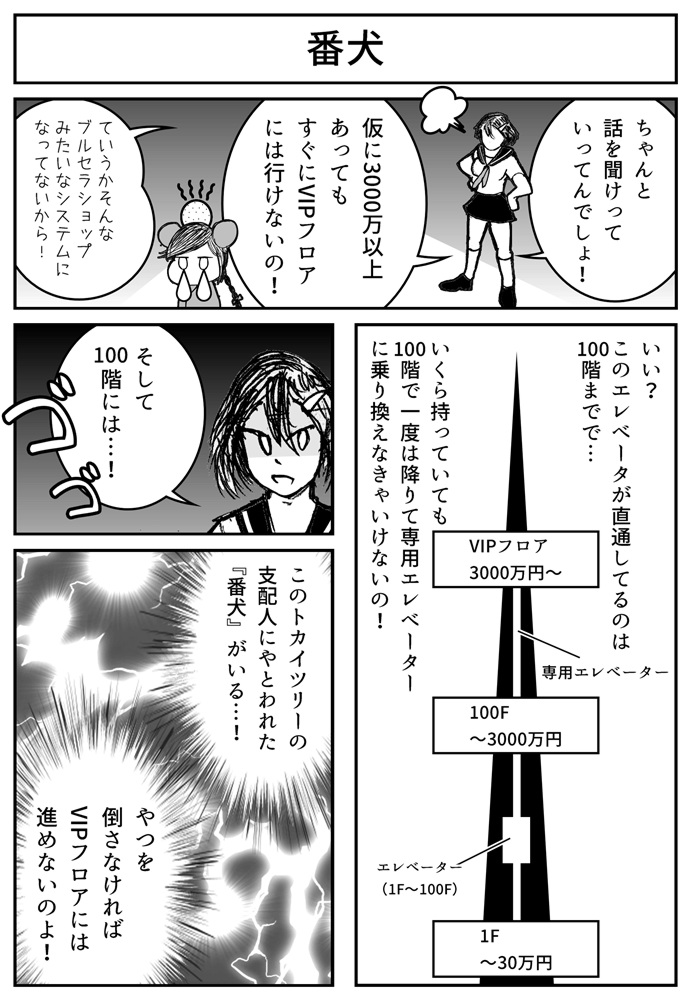 番犬
ちゃんと
話を聞けって
いってんでしょ！
仮に3000万以上
あっても
すぐにVIPフロア
には行けないの！
ていうかそんな
ブルセラショップ
みたいなシステムに
なってないから！
いい？
このエレベータが直通してるのは
100階までで…
いくら持っていても
100階で一度は降りて専用エレベーター
に乗り換えなきゃいけないの！
VIPフロア
3000万円～
専用エレベーター
100F
～3000万円
エレベーター
（1F～100F）
1F
～30万円
そして
100階には…！
ゴゴゴ
このトカイツリーの
支配人にやとわれた
『番犬』がいる…！
やつを
倒さなければ
VIPフロアには
進めないのよ！